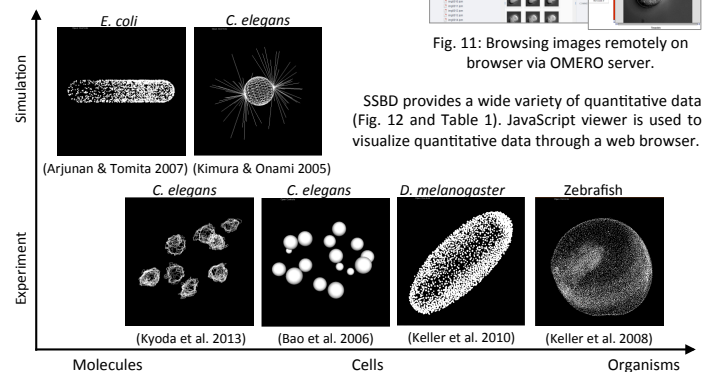 Fig. 11: Browsing images remotely on
browser via OMERO server.
SSBD provides a wide variety of quantitative data
(Fig. 12 and Table 1). JavaScript viewer is used to
visualize quantitative data through a web browser.
Simulation
E. coli
C. elegans
(Arjunan & Tomita 2007)
(Kimura & Onami 2005)
Experiment
C. elegans
C. elegans
D. melanogaster
Zebrafish
(Kyoda et al. 2013)
(Bao et al. 2006)
(Keller et al. 2010)
(Keller et al. 2008)
Molecules
Cells
Organisms